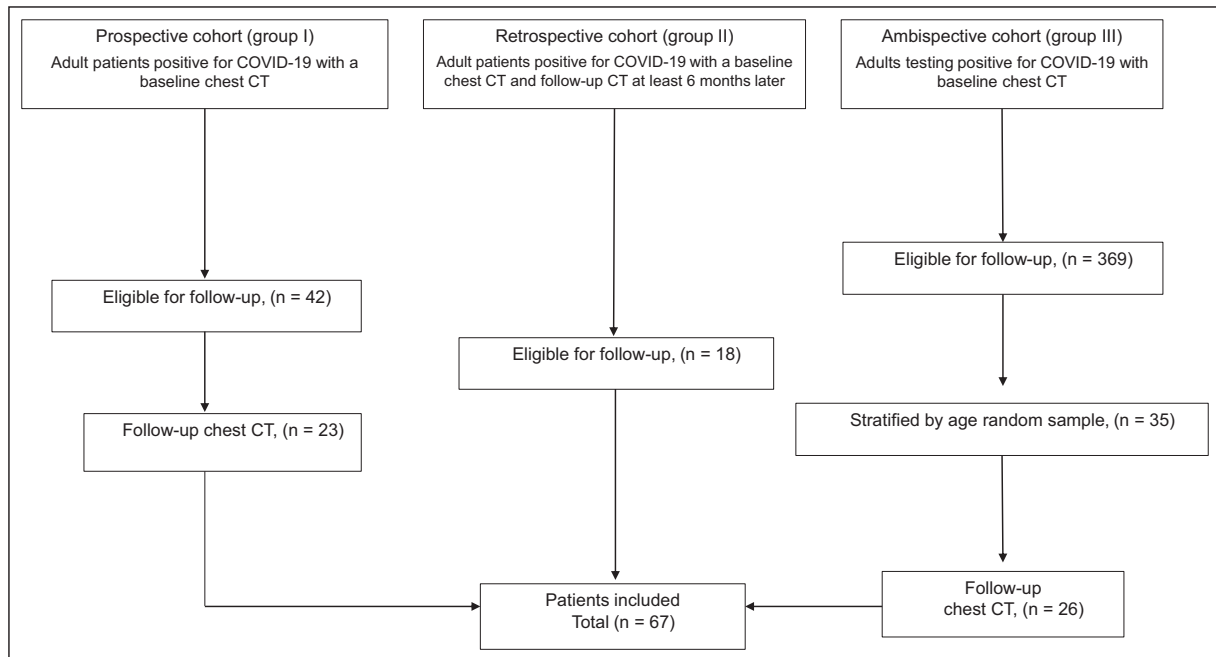 Prospective cohort (group I)
Adult patients positive for COVID-19 with a
baseline chest CT
Retrospective cohort (group II)
Adult patients positive for COVID-19 with a baseline
chest CT and follow-up CT at least 6 months later
Ambispective cohort (group III)
Adults testing positive for COVID-19 with
baseline chest CT
Eligible for follow-up, (n = 42)
Eligible for follow-up, (n = 18)
Eligible for follow-up, (n = 369)
Follow-up chest CT, (n = 23)
Stratified by age random sample, (n = 35)
Follow-up
chest CT, (n = 26)
Patients included
Total (n = 67)